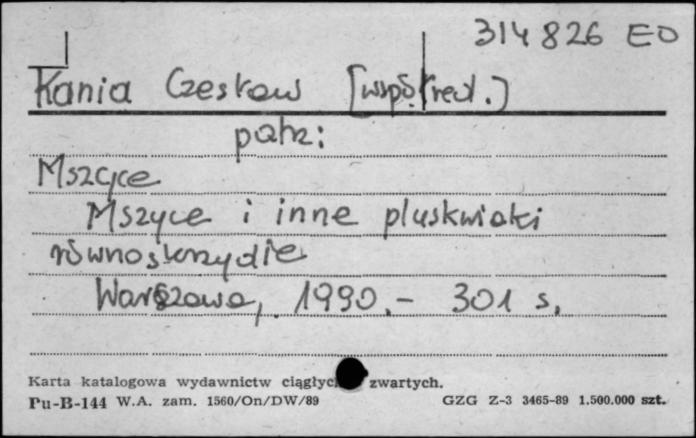 314826 EO
Kania Czesław [współred.]
patrz:
Mszyce
Mszyce i inne pluskwiaki
równoskrzydłe
Warszawa, 1990.- 301 s.
Karta katalogowa wydawnictw zwartych.
Pu-B-144 W.A. zam. 1560/On/DW/89 GZG Z-3 3465-89 1.500.000 szt.